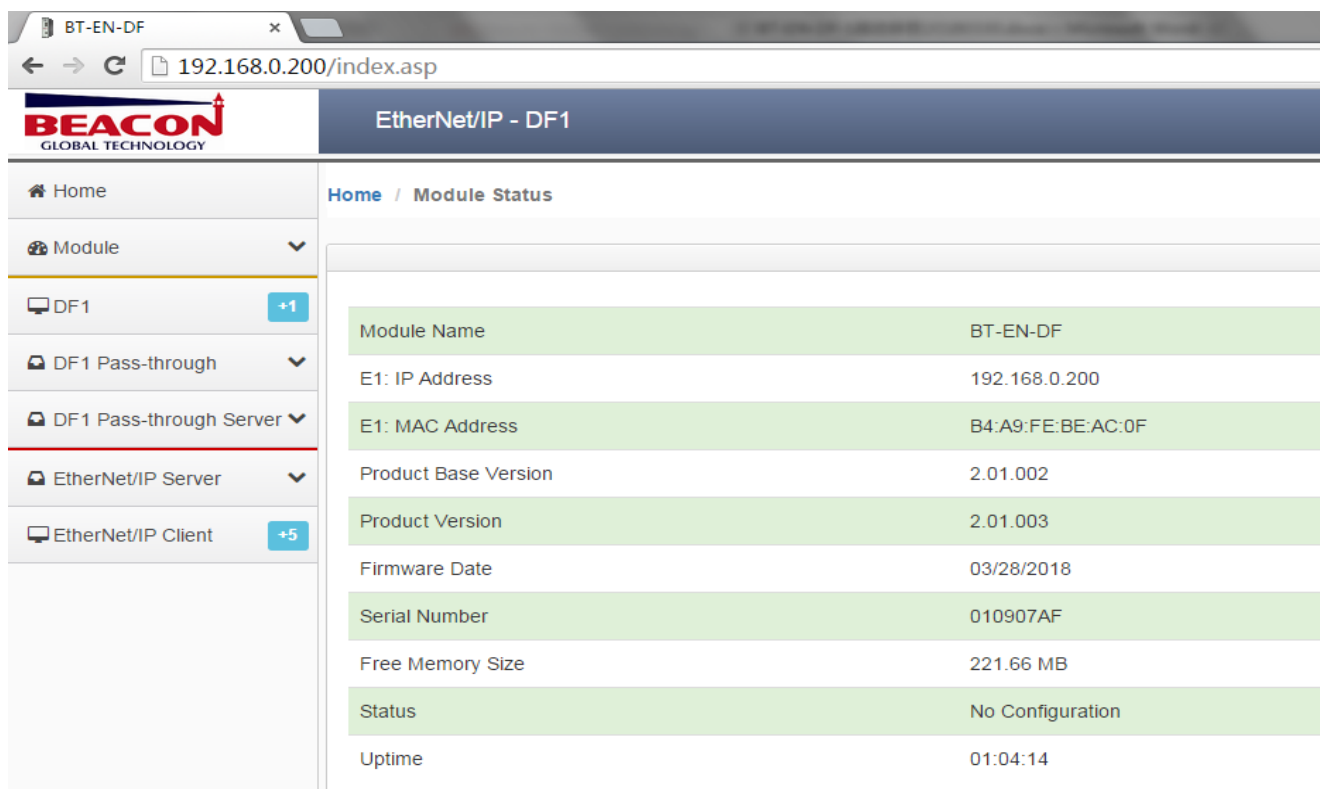 BT-EN-DF ×
192.168.0.200/index.asp
BEACON
GLOBAL TECHNOLOGY
EtherNet/IP - DF1
Home
Home / Module Status
Module
DF1 +1
DF1 Pass-through
DF1 Pass-through Server
EtherNet/IP Server
EtherNet/IP Client +5
Module Name BT-EN-DF
E1: IP Address 192.168.0.200
E1: MAC Address B4:A9:FE:BE:AC:0F
Product Base Version 2.01.002
Product Version 2.01.003
Firmware Date 03/28/2018
Serial Number 010907AF
Free Memory Size 221.66 MB
Status No Configuration
Uptime 01:04:14